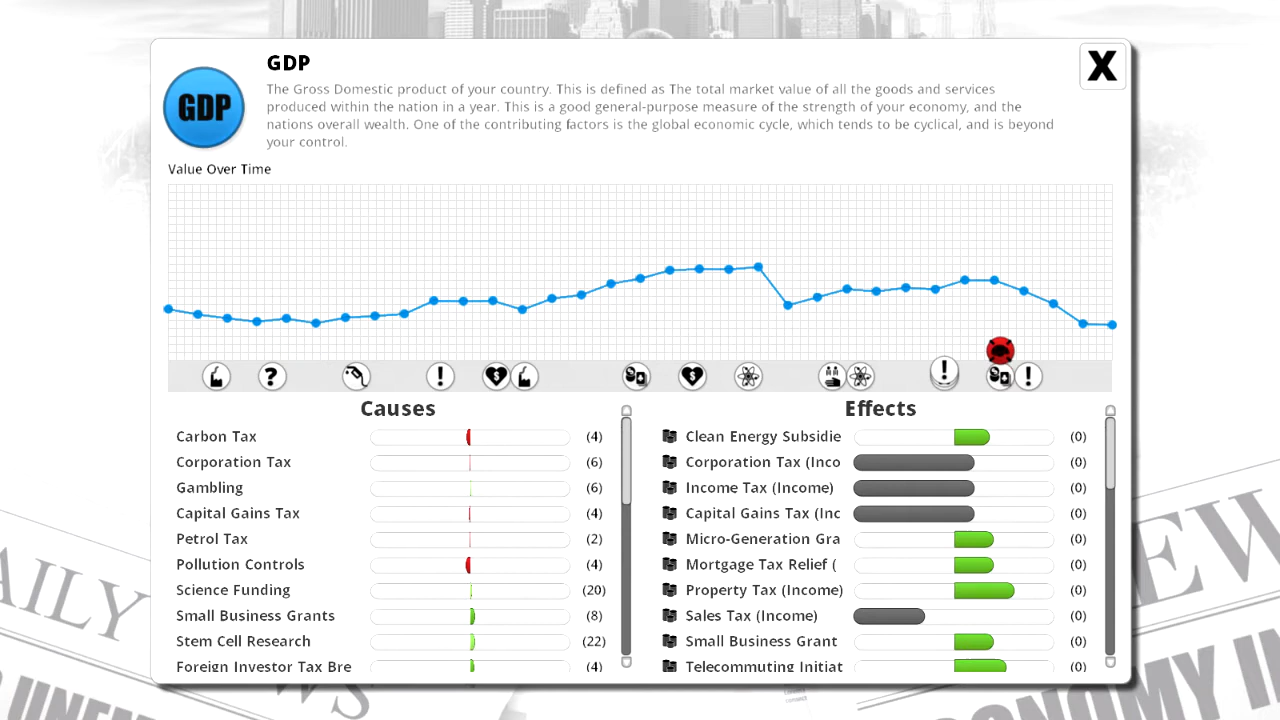 GDP
X
GDP
The Gross Domestic product of your country. This is defined as The total market value of all the goods and services
produced within the nation in a year. This is a good general-purpose measure of the strength of your economy, and the
nations overall wealth. One of the contributing factors is the global economic cycle, which tends to be cyclical, and is beyond
your control.
Value Over Time
? ! $ $ ! !
Causes
Carbon Tax (4)
Corporation Tax (6)
Gambling (6)
Capital Gains Tax (4)
Petrol Tax (2)
Pollution Controls (4)
Science Funding (20)
Small Business Grants (8)
Stem Cell Research (22)
Foreign Investor Tax Bre (4)
Effects
Clean Energy Subsidie (0)
Corporation Tax (Inco (0)
Income Tax (Income) (0)
Capital Gains Tax (Inc (0)
Micro-Generation Gra (0)
Mortgage Tax Relief ( (0)
Property Tax (Income) (0)
Sales Tax (Income) (0)
Small Business Grant (0)
Telecommuting Initiat (0)
AILY
WS
UNEM
EW
ONOMY IN